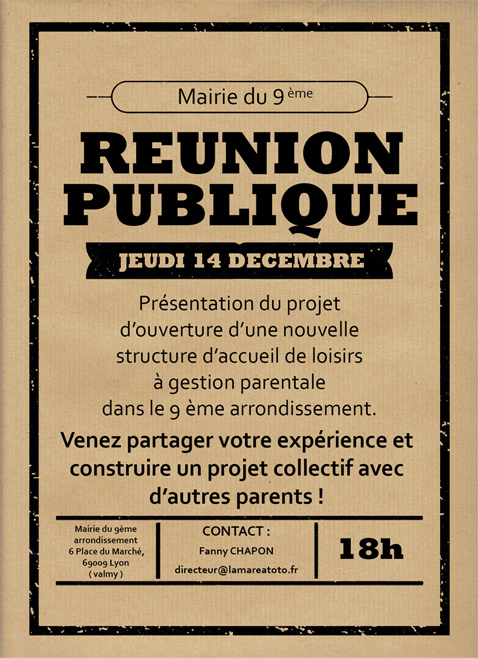 Mairie du 9ème
REUNION
PUBLIQUE
JEUDI 14 DECEMBRE
Présentation du projet
d'ouverture d'une nouvelle
structure d'accueil de loisirs
à gestion parentale
dans le 9 ème arrondissement.
Venez partager votre expérience et
construire un projet collectif avec
d'autres parents !
Mairie du 9ème
arrondissement
6 Place du Marché,
69009 Lyon
( valmy )
CONTACT :
Fanny CHAPON
directeur@lamareatoto.fr
18h